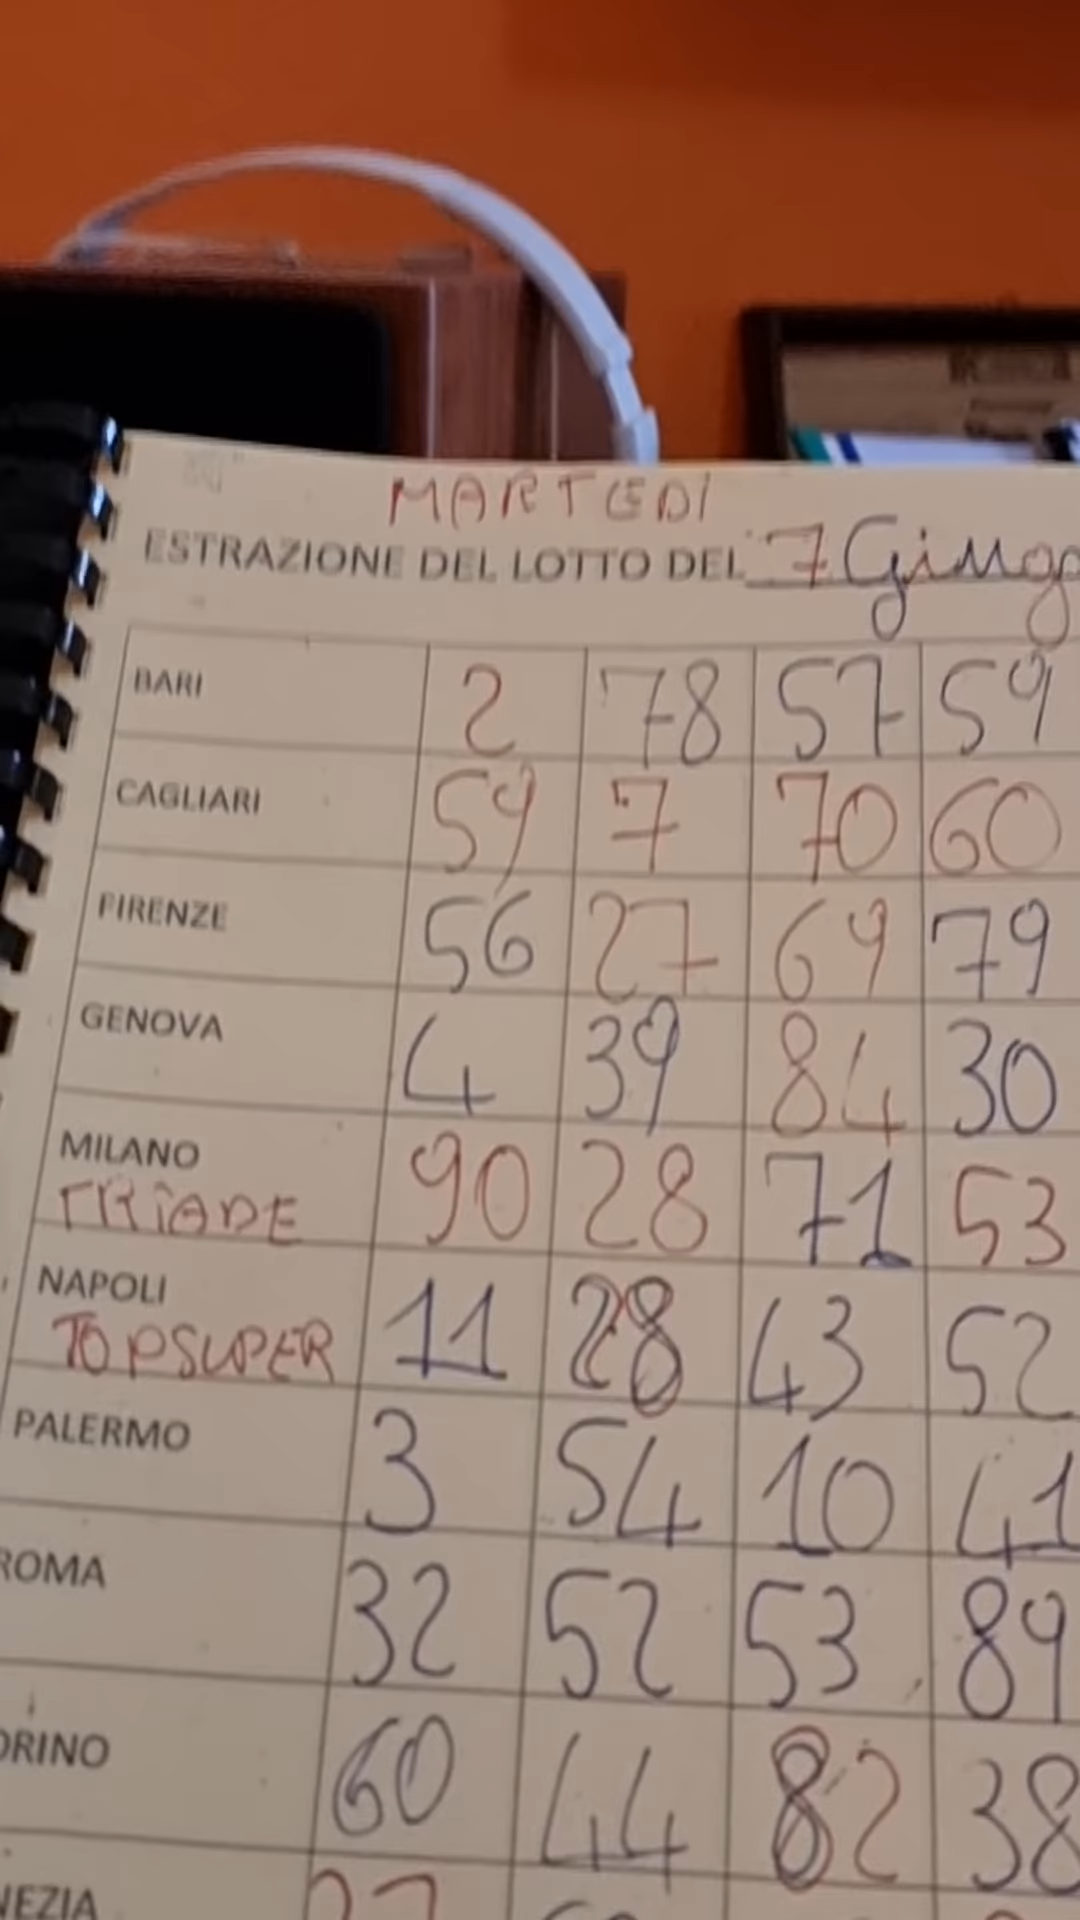 MARTEDI
ESTRAZIONE DEL LOTTO DEL 7 Giugo
BARI 2 78 57 59
CAGLIARI 59 7 70 60
FIRENZE 56 27 69 79
GENOVA 4 39 84 30
MILANO 90 28 71 53
TRIADE
NAPOLI 11 28 43 52
TOPSUPER
PALERMO 3 54 10 41
ROMA 32 52 53 89
ORINO 60 44 82 38
NEZIA